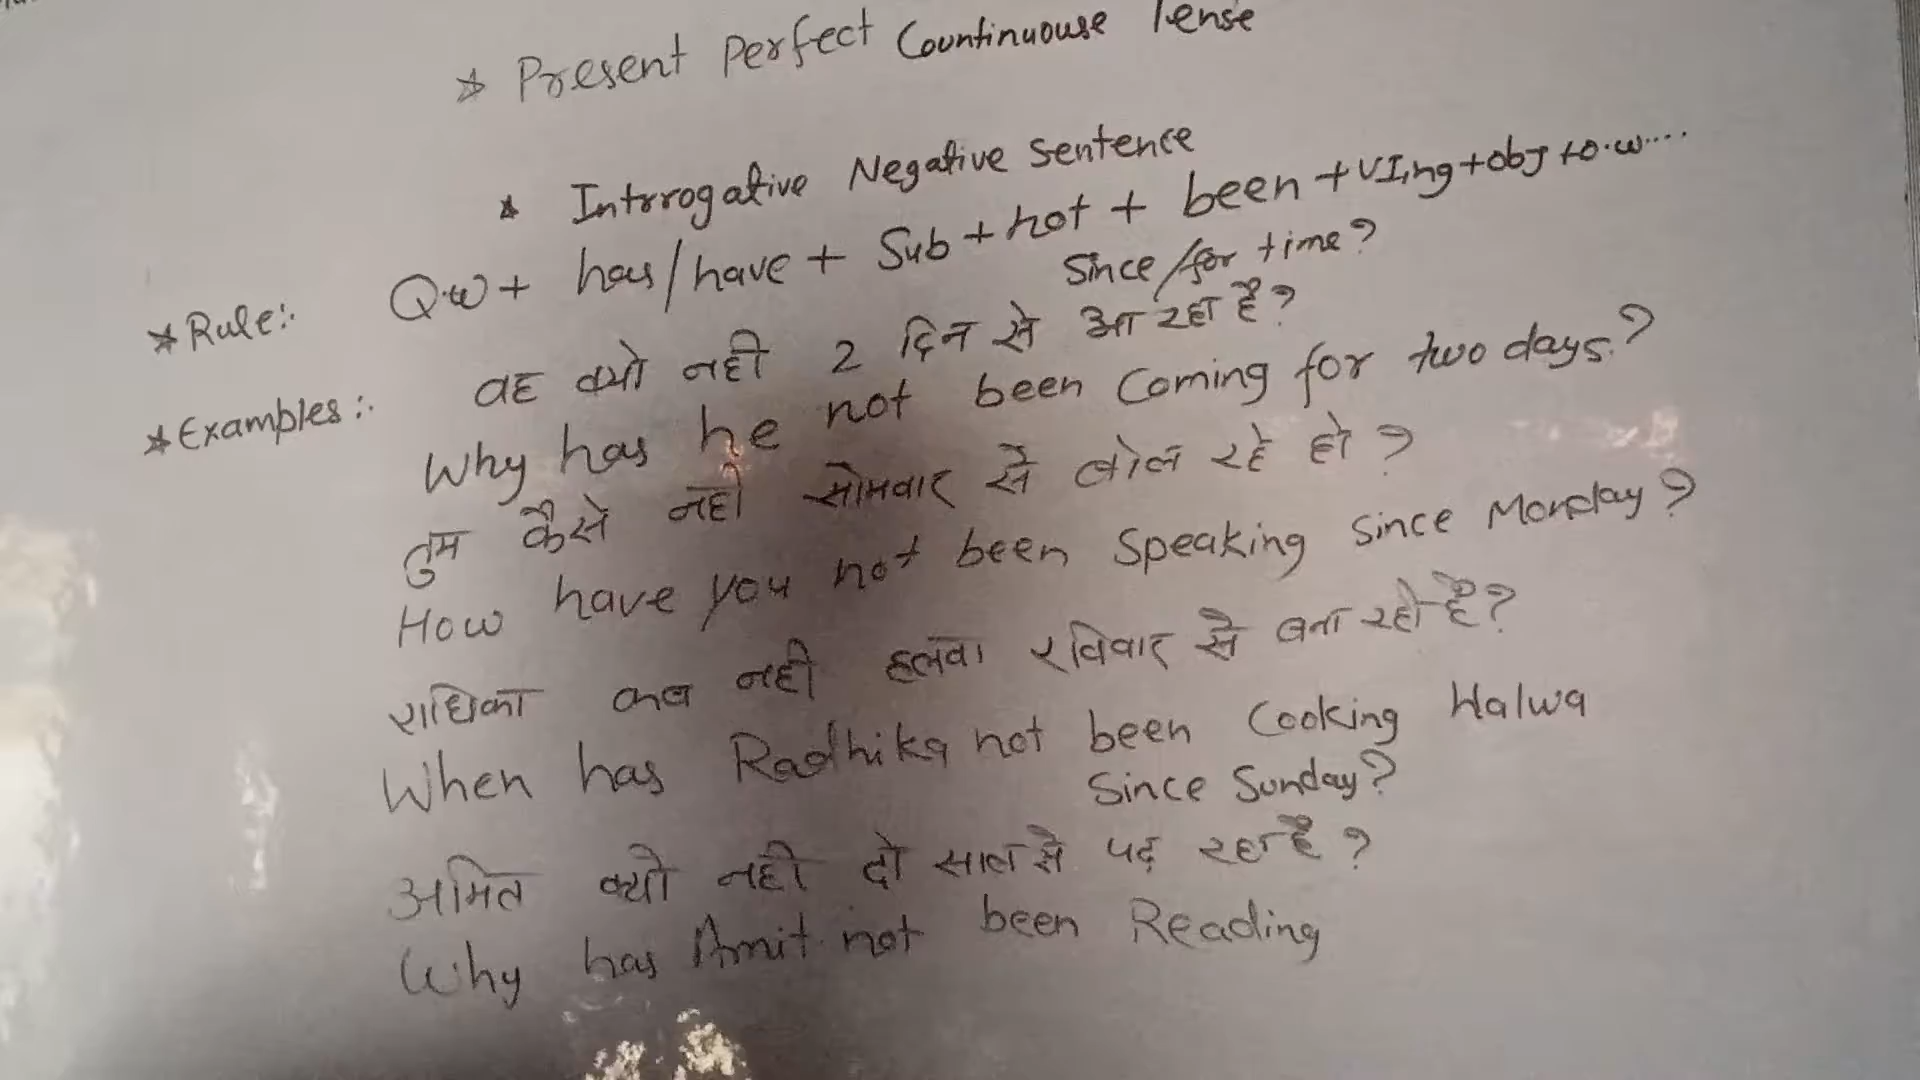 ☆ Present Perfect Countinuouse Tense
☆ Intrrogative Negative Sentence
☆ Rule:- Q.w + has/have + Sub + not + been + VI,ng + obj + o.w....
Since/for time?
☆ Examples:- वह क्यो नही 2 दिन से आ रहा है?
Why has he not been Coming for two days.?
तुम कैसे नही सोमवार से बोल रहे हो?
How have you not been Speaking Since Monday?
राधिका कब नही हलवा रविवार से बना रही है?
When has Radhika not been Cooking Halwa
Since Sunday?
अमित क्यो नही दो साल से पढ़ रहा है?
Why has Amit not been Reading